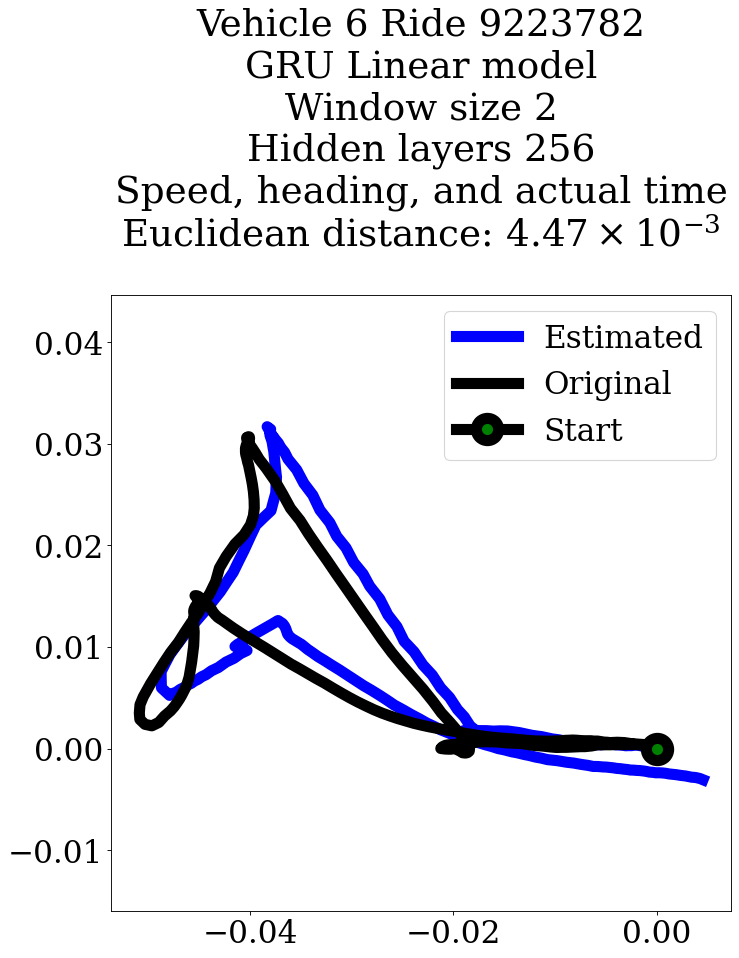 Vehicle 6 Ride 9223782
GRU Linear model
Window size 2
Hidden layers 256
Speed, heading, and actual time
Euclidean distance: 4.47 × 10⁻³
Estimated
Original
Start
0.04
0.03
0.02
0.01
0.00
−0.01
−0.04
−0.02
0.00